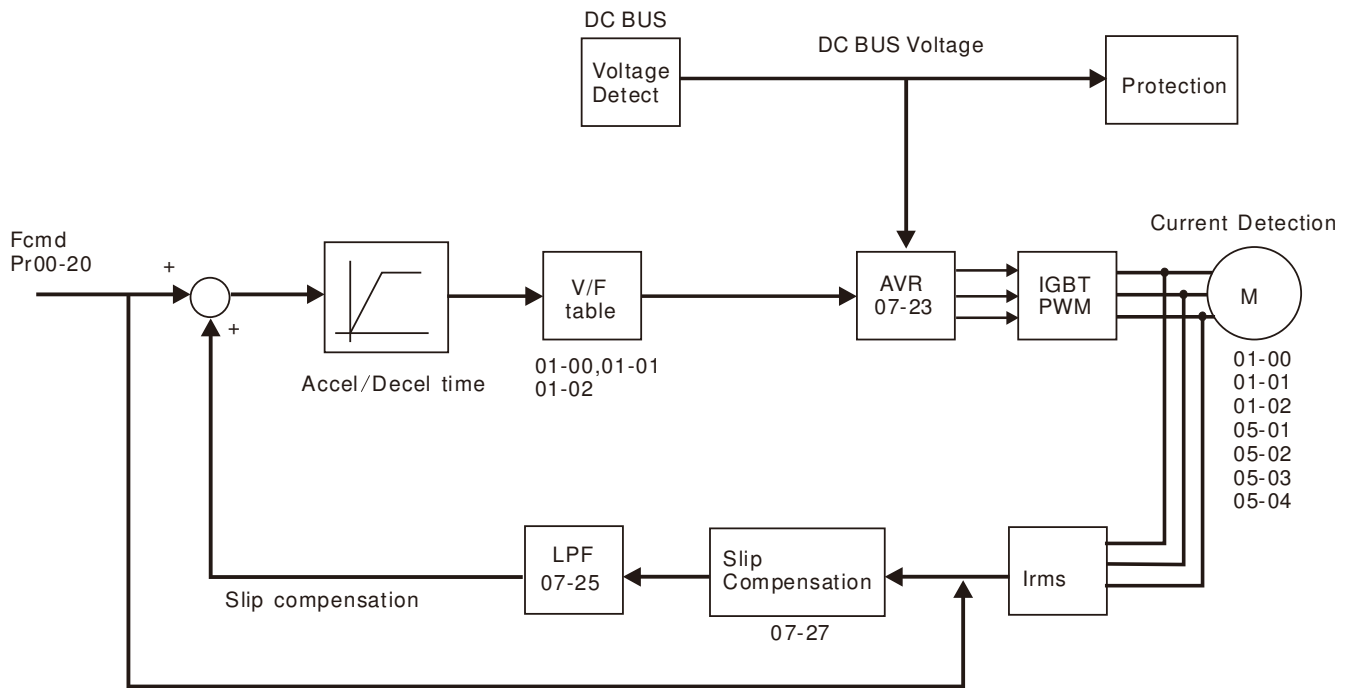 DC BUS
Voltage
Detect
DC BUS Voltage
Protection
Fcmd
Pr00-20
+
+
Accel/Decel time
V/F
table
01-00,01-01
01-02
AVR
07-23
IGBT
PWM
Current Detection
M
01-00
01-01
01-02
05-01
05-02
05-03
05-04
LPF
07-25
Slip compensation
Slip
Compensation
07-27
Irms